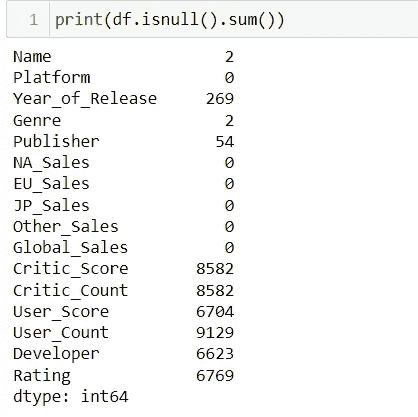 1 print(df.isnull().sum())
Name 2
Platform 0
Year_of_Release 269
Genre 2
Publisher 54
NA_Sales 0
EU_Sales 0
JP_Sales 0
Other_Sales 0
Global_Sales 0
Critic_Score 8582
Critic_Count 8582
User_Score 6704
User_Count 9129
Developer 6623
Rating 6769
dtype: int64